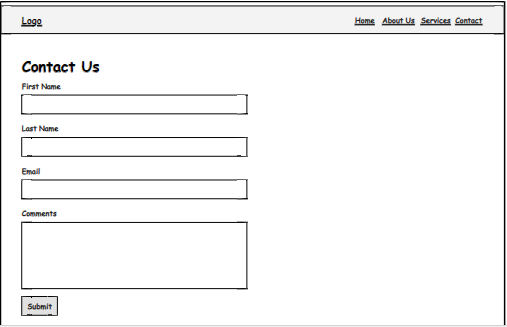 Logo Home About Us Services Contact
Contact Us
First Name
Last Name
Email
Comments
Submit